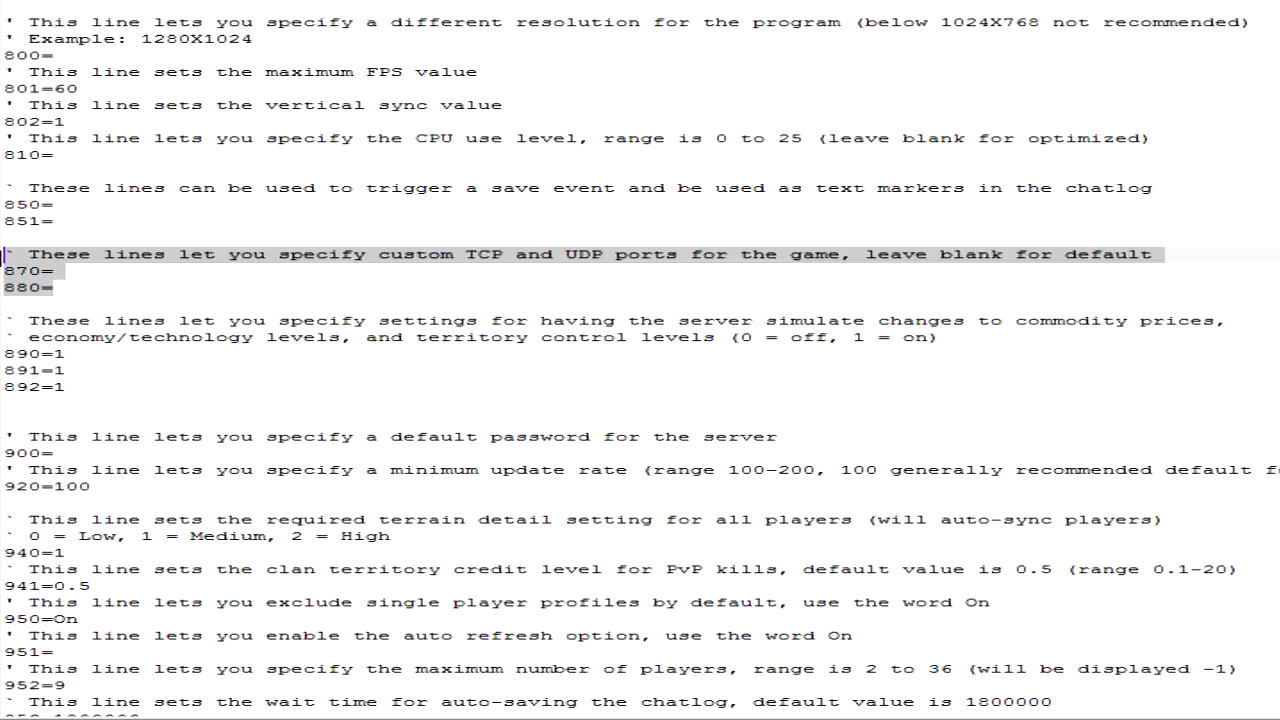 ' This line lets you specify a different resolution for the program (below 1024X768 not recommended)
' Example: 1280X1024
800=
' This line sets the maximum FPS value
801=60
' This line sets the vertical sync value
802=1
' This line lets you specify the CPU use level, range is 0 to 25 (leave blank for optimized)
810=
` These lines can be used to trigger a save event and be used as text markers in the chatlog
850=
851=
` These lines let you specify custom TCP and UDP ports for the game, leave blank for default
870=
880=
` These lines let you specify settings for having the server simulate changes to commodity prices,
` economy/technology levels, and territory control levels (0 = off, 1 = on)
890=1
891=1
892=1
' This line lets you specify a default password for the server
900=
' This line lets you specify a minimum update rate (range 100-200, 100 generally recommended default
920=100
` This line sets the required terrain detail setting for all players (will auto-sync players)
` 0 = Low, 1 = Medium, 2 = High
940=1
` This line sets the clan territory credit level for PvP kills, default value is 0.5 (range 0.1-20)
941=0.5
' This line lets you exclude single player profiles by default, use the word On
950=On
' This line lets you enable the auto refresh option, use the word On
951=
' This line lets you specify the maximum number of players, range is 2 to 36 (will be displayed -1)
952=9
` This line sets the wait time for auto-saving the chatlog, default value is 1800000